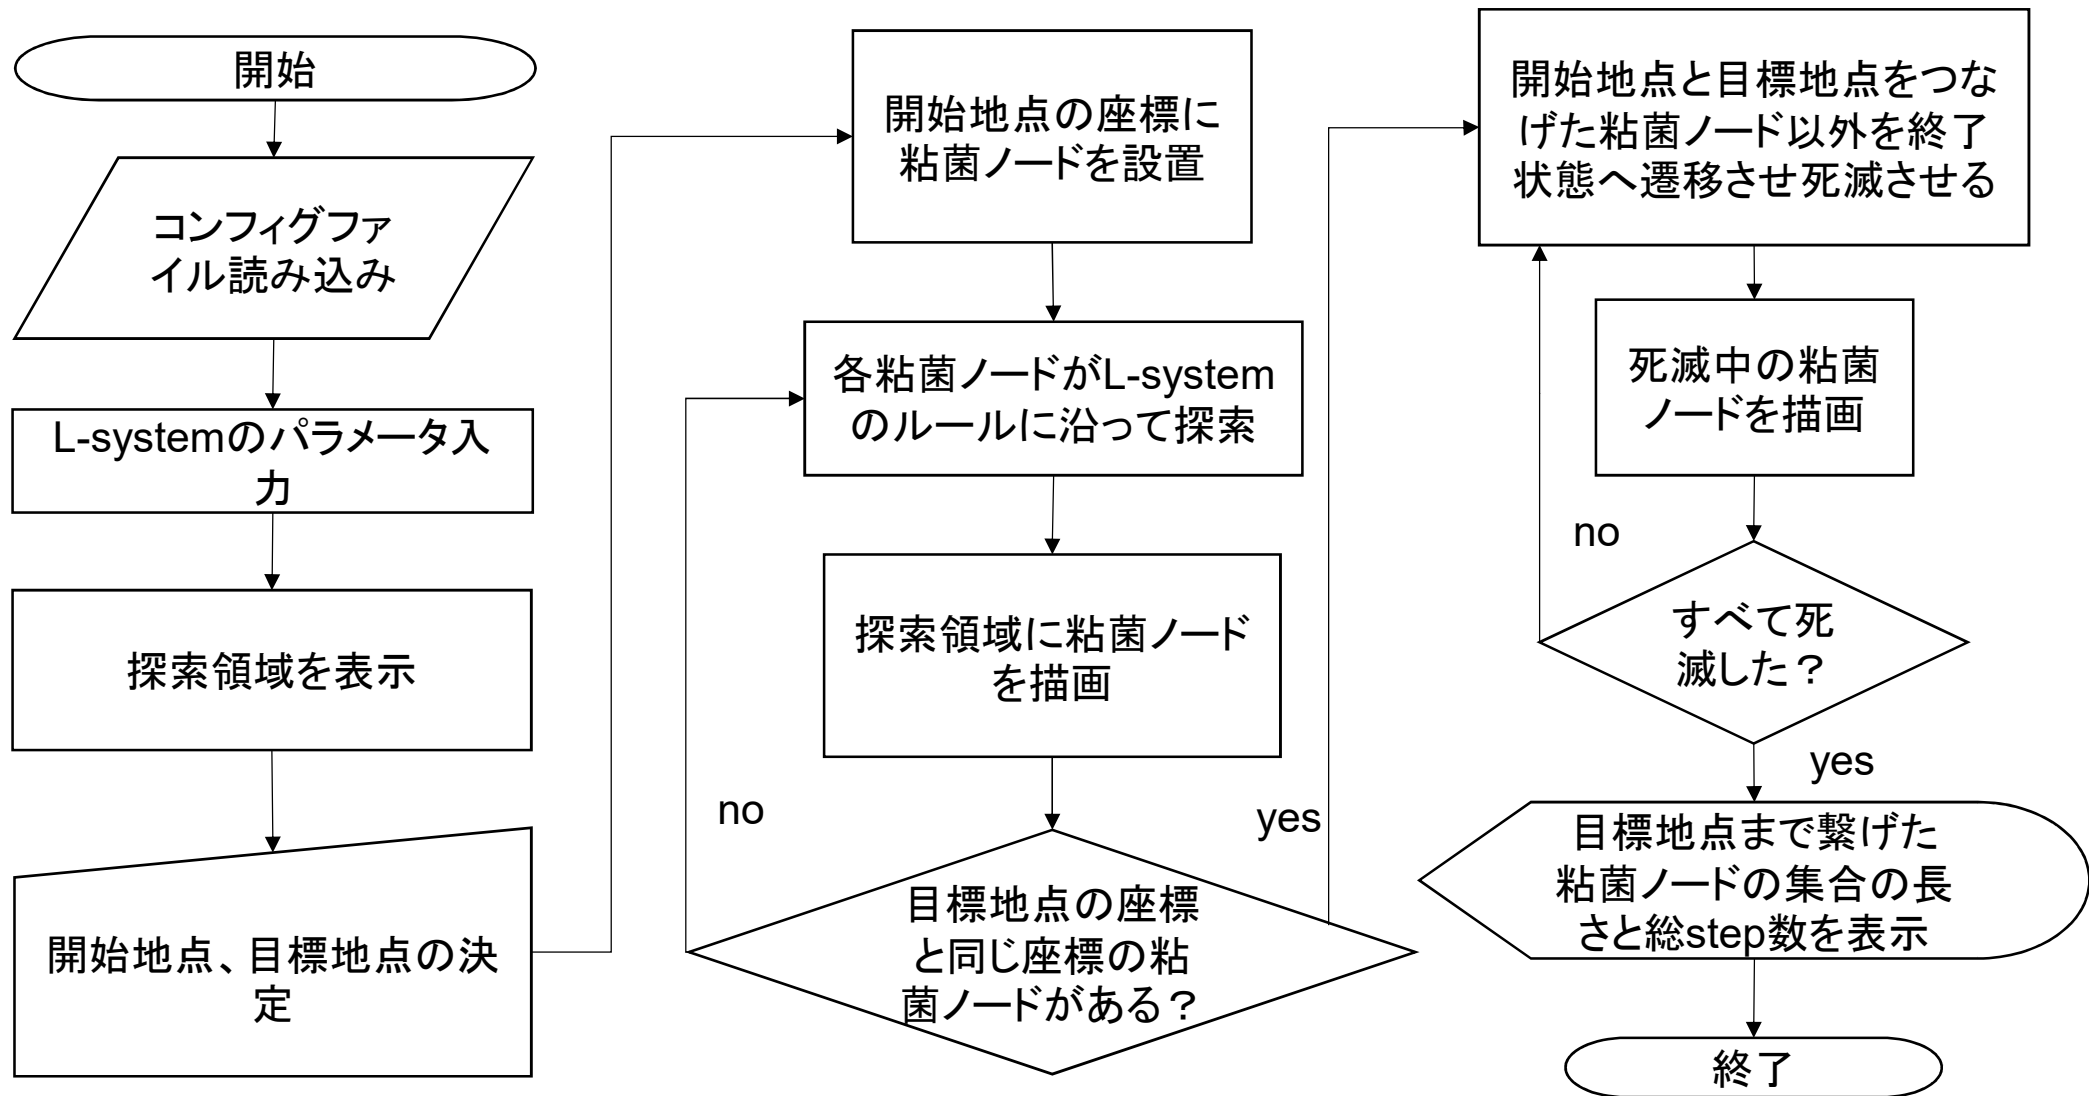 開始
コンフィグファ
イル読み込み
L-systemのパラメータ入
力
探索領域を表示
開始地点、目標地点の決
定
開始地点の座標に
粘菌ノードを設置
各粘菌ノードがL-system
のルールに沿って探索
探索領域に粘菌ノード
を描画
no
yes
目標地点の座標
と同じ座標の粘
菌ノードがある？
開始地点と目標地点をつな
げた粘菌ノード以外を終了
状態へ遷移させ死滅させる
死滅中の粘菌
ノードを描画
no
すべて死
滅した？
yes
目標地点まで繋げた
粘菌ノードの集合の長
さと総step数を表示
終了